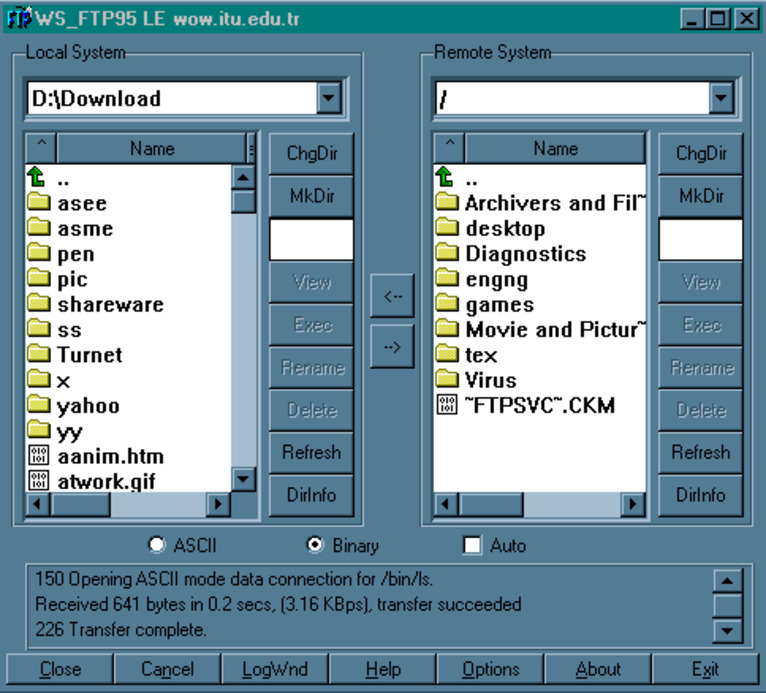 WS_FTP95 LE wow.itu.edu.tr
Local System
D:\Download
^ Name
..
asee
asme
pen
pic
shareware
ss
Turnet
x
yahoo
yy
aanim.htm
atwork.gif
ChgDir
MkDir
View
Exec
Rename
Delete
Refresh
DirInfo
<--
-->
Remote System
/
^ Name
..
Archivers and Fil~
desktop
Diagnostics
engng
games
Movie and Pictur~
tex
Virus
~FTPSVC~.CKM
ChgDir
MkDir
View
Exec
Rename
Delete
Refresh
DirInfo
ASCII Binary Auto
150 Opening ASCII mode data connection for /bin/ls.
Received 641 bytes in 0.2 secs, (3.16 KBps), transfer succeeded
226 Transfer complete.
Close Cancel LogWnd Help Options About Exit